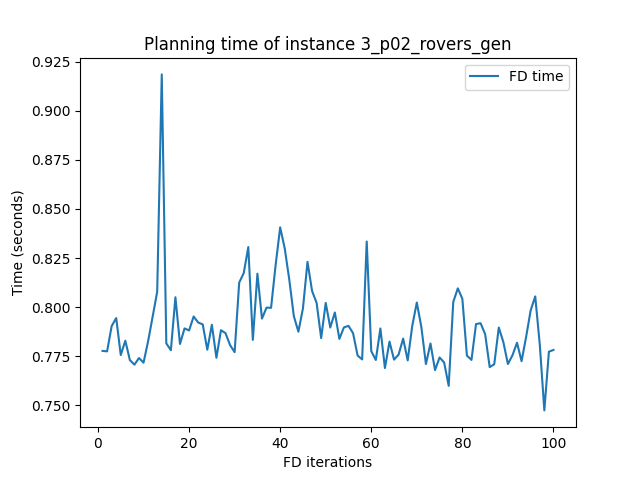 Planning time of instance 3_p02_rovers_gen
FD time
0.925
0.900
0.875
0.850
0.825
0.800
0.775
0.750
Time (seconds)
0 20 40 60 80 100
FD iterations